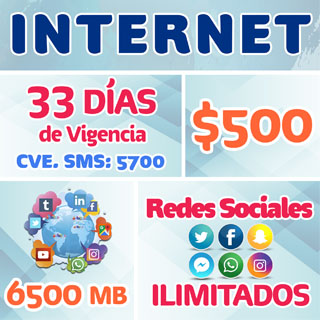 INTERNET
33 DÍAS
de Vigencia
CVE. SMS: 5700
$500
6500 MB
Redes Sociales
ILIMITADOS